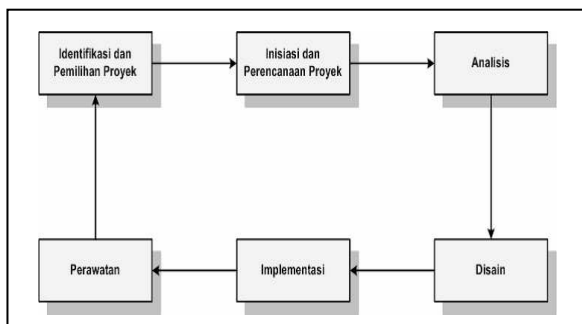 Identifikasi dan
Pemilihan Proyek
Inisiasi dan
Perencanaan Proyek
Analisis
Perawatan
Implementasi
Disain